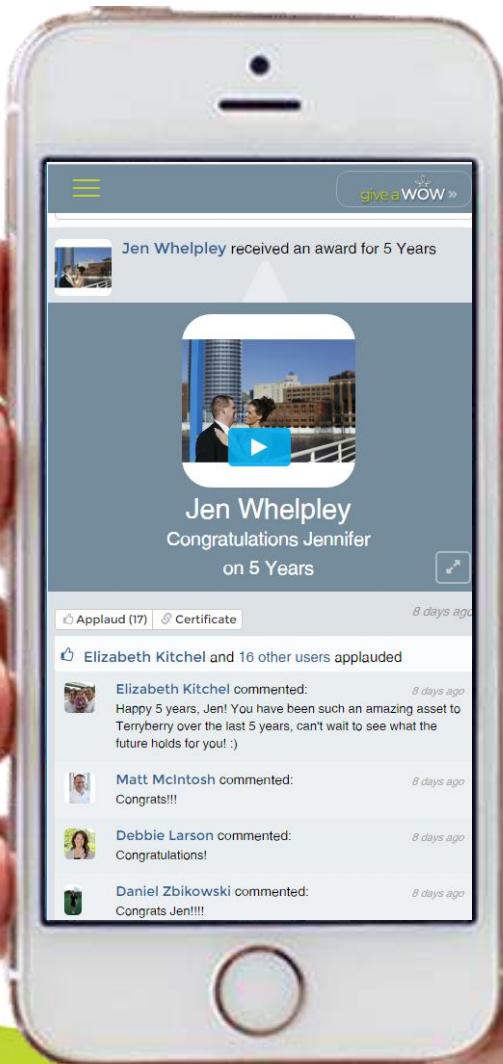 give a WOW »
Jen Whelpley received an award for 5 Years
Jen Whelpley
Congratulations Jennifer
on 5 Years
Applaud (17) Certificate 8 days ago
Elizabeth Kitchel and 16 other users applauded
Elizabeth Kitchel commented: 8 days ago
Happy 5 years, Jen! You have been such an amazing asset to
Terryberry over the last 5 years, can't wait to see what the
future holds for you! :)
Matt McIntosh commented: 8 days ago
Congrats!!!
Debbie Larson commented: 8 days ago
Congratulations!
Daniel Zbikowski commented: 8 days ago
Congrats Jen!!!!